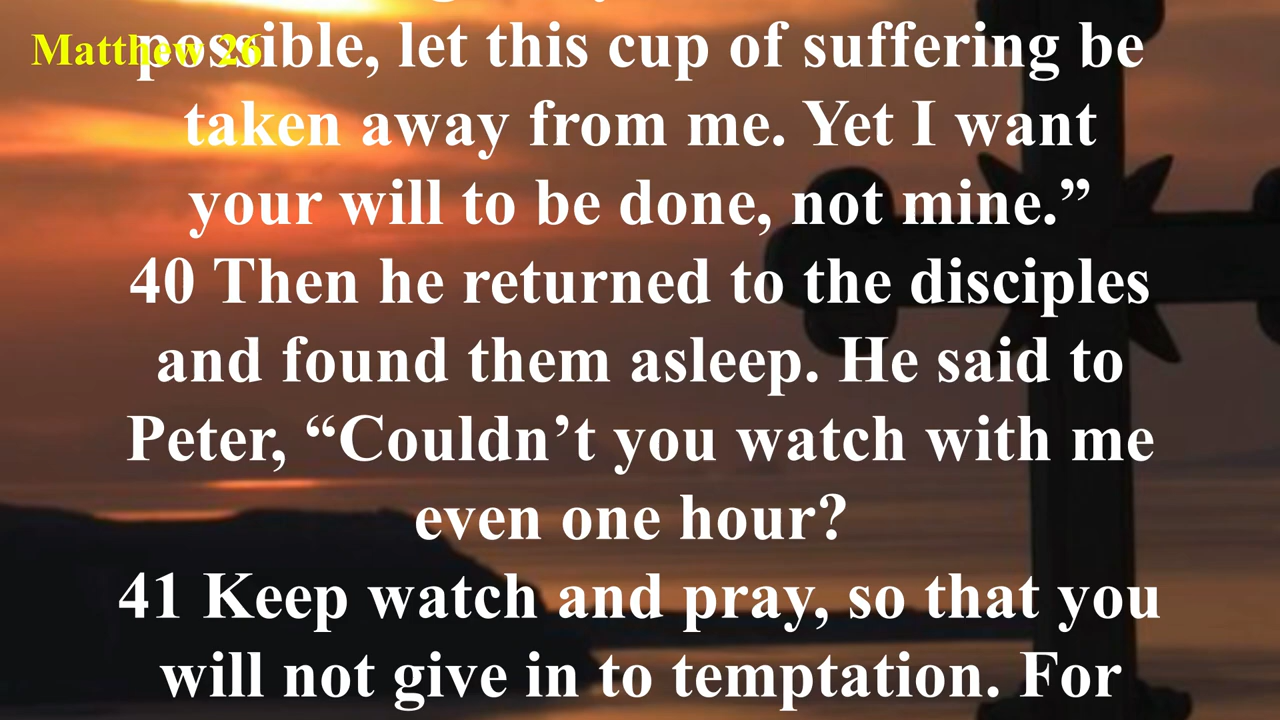 Matthew 26
possible, let this cup of suffering be
taken away from me. Yet I want
your will to be done, not mine.”
40 Then he returned to the disciples
and found them asleep. He said to
Peter, “Couldn’t you watch with me
even one hour?
41 Keep watch and pray, so that you
will not give in to temptation. For